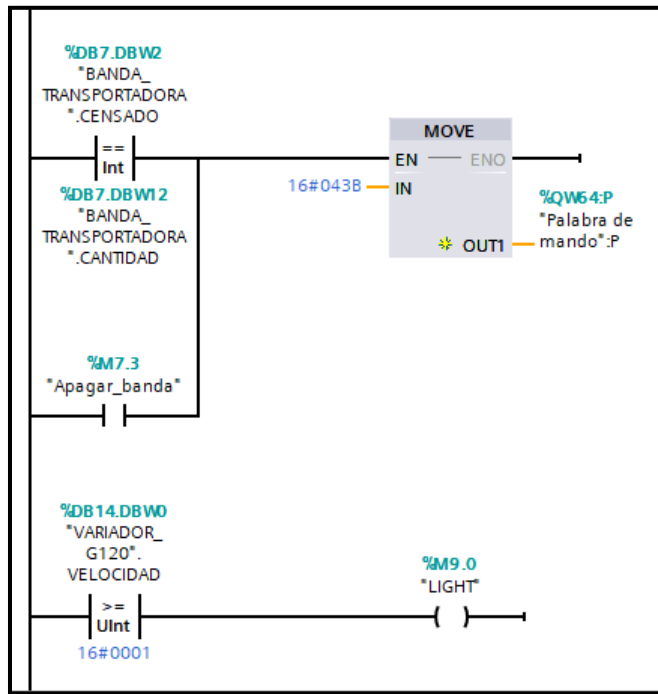 %DB7.DBW2
"BANDA_
TRANSPORTADORA
".CENSADO
==
Int
%DB7.DBW12
"BANDA_
TRANSPORTADORA
".CANTIDAD
MOVE
EN
ENO
16#043B
IN
OUT1
%QW64:P
"Palabra de
mando":P
%M7.3
"Apagar_banda"
%DB14.DBW0
"VARIADOR_
G120".
VELOCIDAD
>=
UInt
16#0001
%M9.0
"LIGHT"